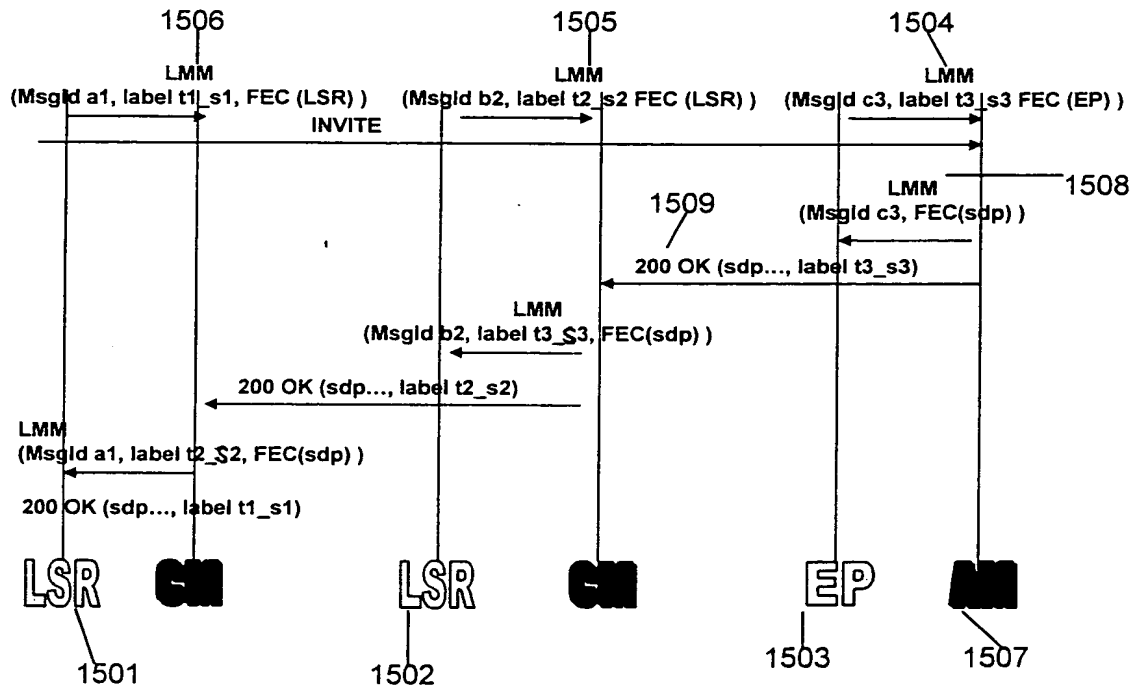 1506
1505
1504
LMM
LMM
LMM
(MsgId a1, label t1_s1, FEC (LSR) )
(MsgId b2, label t2_s2 FEC (LSR) )
(MsgId c3, label t3_s3 FEC (EP) )
INVITE
1508
LMM
(MsgId c3, FEC(sdp) )
1509
200 OK (sdp..., label t3_s3)
LMM
(MsgId b2, label t3_S3, FEC(sdp) )
200 OK (sdp..., label t2_s2)
LMM
(MsgId a1, label t2_S2, FEC(sdp) )
200 OK (sdp..., label t1_s1)
LSR
CM
LSR
CM
EP
AM
1501
1502
1503
1507